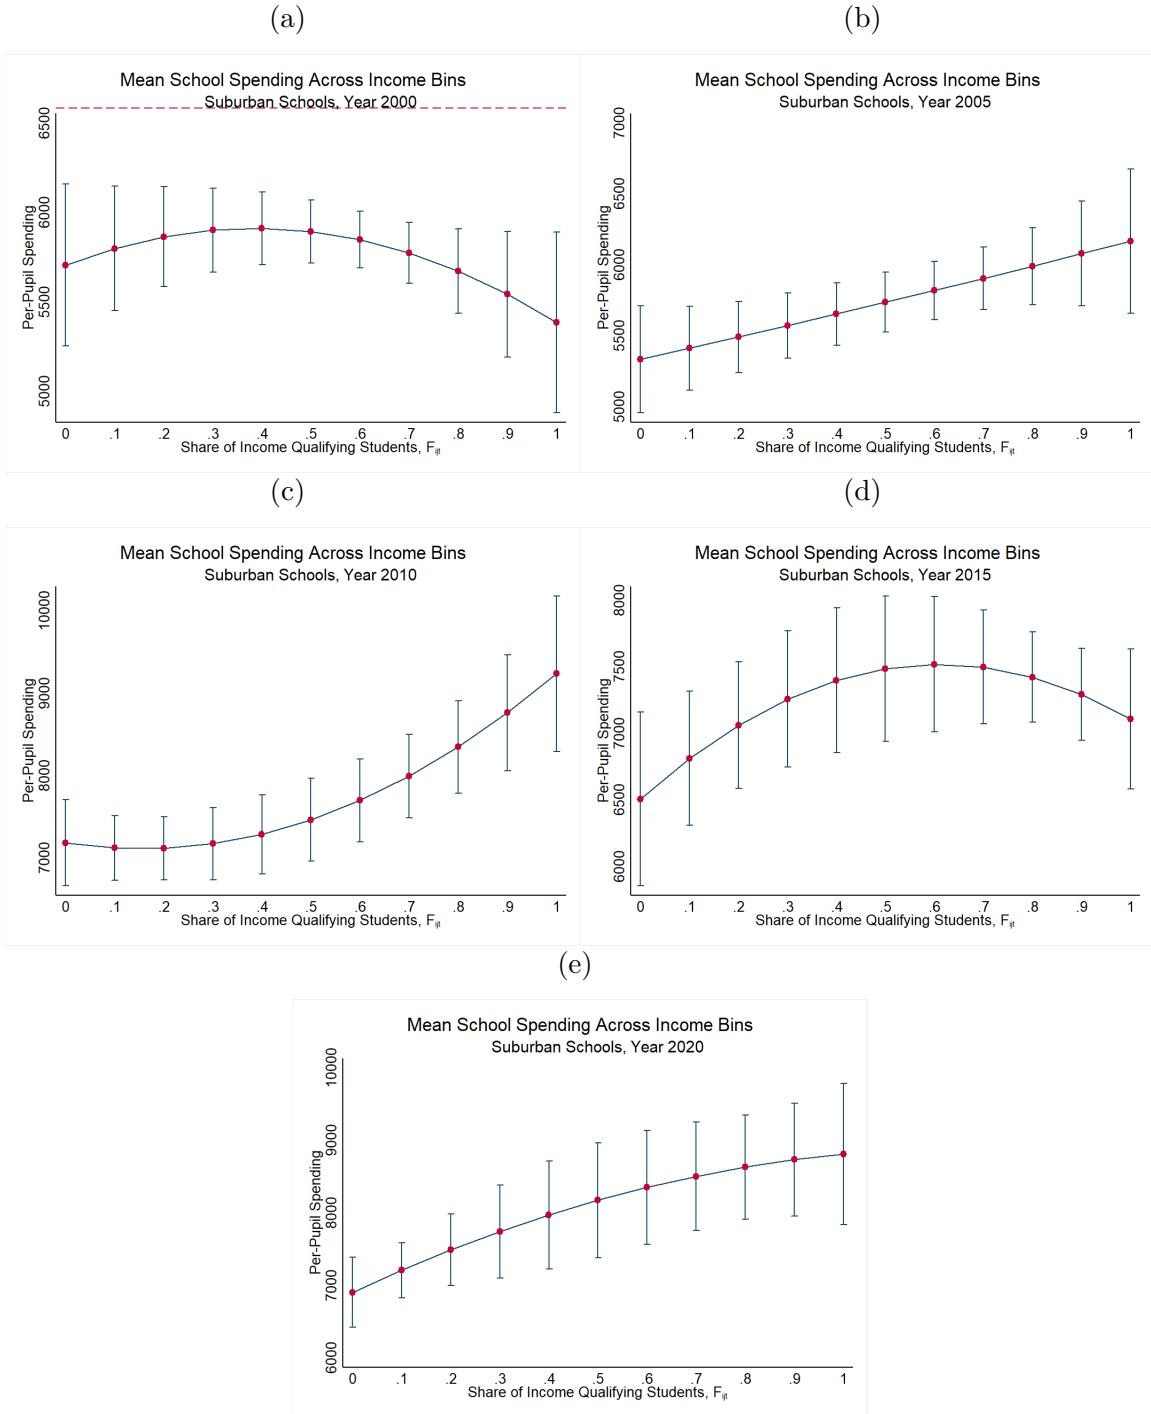 (a)
(b)
Mean School Spending Across Income Bins
Suburban Schools, Year 2000
Per-Pupil Spending
6500
6000
5500
5000
0 .1 .2 .3 .4 .5 .6 .7 .8 .9 1
Share of Income Qualifying Students, Fijt
Mean School Spending Across Income Bins
Suburban Schools, Year 2005
Per-Pupil Spending
7000
6500
6000
5500
5000
0 .1 .2 .3 .4 .5 .6 .7 .8 .9 1
Share of Income Qualifying Students, Fijt
(c)
(d)
Mean School Spending Across Income Bins
Suburban Schools, Year 2010
Per-Pupil Spending
10000
9000
8000
7000
0 .1 .2 .3 .4 .5 .6 .7 .8 .9 1
Share of Income Qualifying Students, Fijt
Mean School Spending Across Income Bins
Suburban Schools, Year 2015
Per-Pupil Spending
8000
7500
7000
6500
6000
0 .1 .2 .3 .4 .5 .6 .7 .8 .9 1
Share of Income Qualifying Students, Fijt
(e)
Mean School Spending Across Income Bins
Suburban Schools, Year 2020
Per-Pupil Spending
10000
9000
8000
7000
6000
0 .1 .2 .3 .4 .5 .6 .7 .8 .9 1
Share of Income Qualifying Students, Fijt